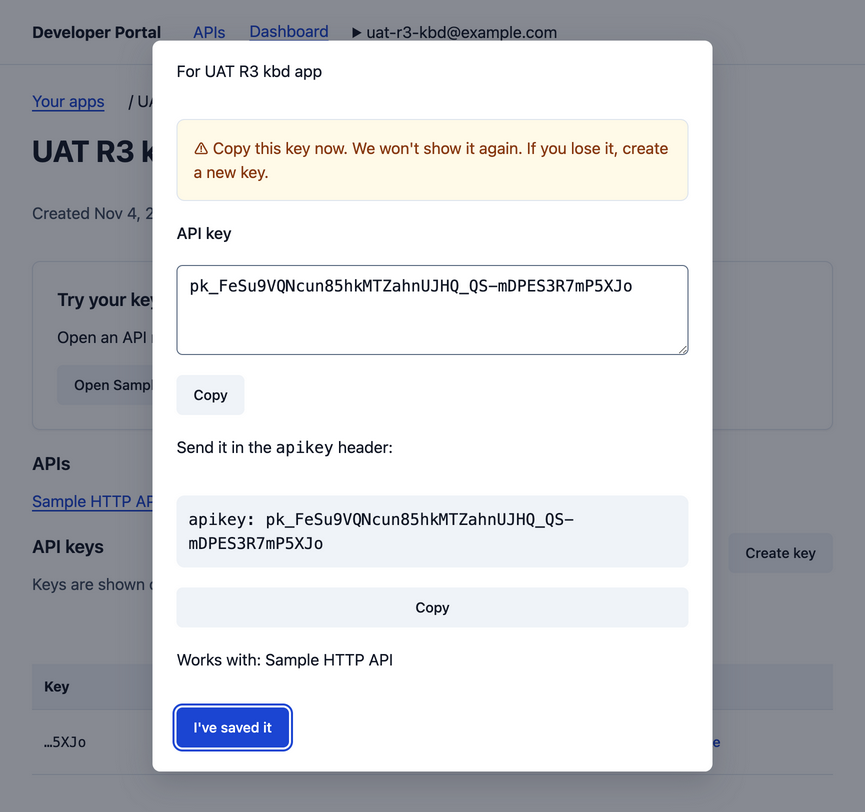 Developer Portal APIs Dashboard ▶ uat-r3-kbd@example.com
For UAT R3 kbd app
Your apps / UA
⚠ Copy this key now. We won't show it again. If you lose it, create
a new key.
UAT R3 k
Created Nov 4, 2
API key
pk_FeSu9VQNcun85hkMTZahnUJHQ_QS-mDPES3R7mP5XJo
Try your key
Open an API
Open Sampl
Copy
Send it in the apikey header:
APIs
Sample HTTP AP
apikey: pk_FeSu9VQNcun85hkMTZahnUJHQ_QS-
mDPES3R7mP5XJo
API keys
Create key
Keys are shown
Copy
Works with: Sample HTTP API
Key
I've saved it
…5XJo